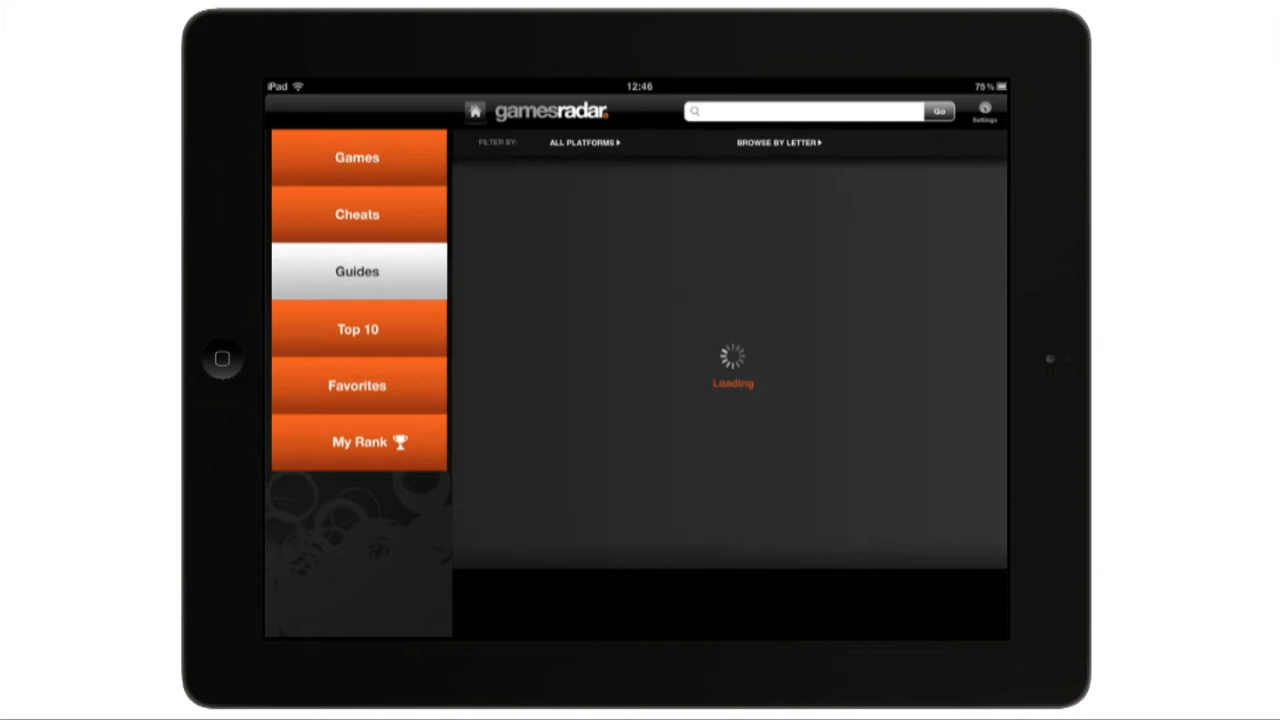 iPad 12:46 75%
gamesradar. Go
Settings
FILTER BY: ALL PLATFORMS BROWSE BY LETTER
Games
Cheats
Guides
Top 10
Favorites
My Rank
Loading